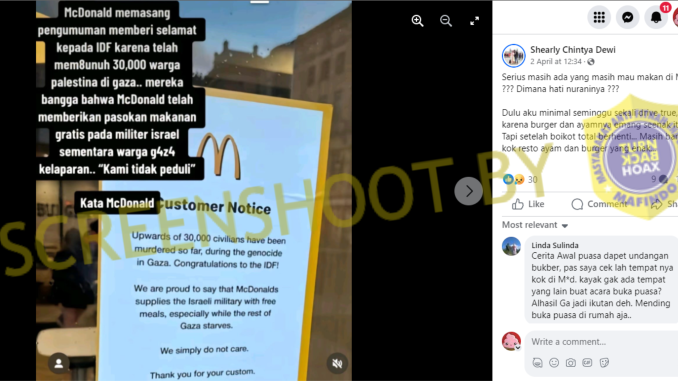 McDonald memasang
pengumuman memberi selamat
kepada IDF karena telah
mem8unuh 30,000 warga
palestina di gaza.. mereka
bangga bahwa McDonald telah
memberikan pasokan makanan
gratis pada militer israel
sementara warga g4z4
kelaparan.. “Kami tidak peduli”
Kata McDonald
Customer Notice
Upwards of 30,000 civilians have been
murdered so far, during the genocide
in Gaza. Congratulations to the IDF!
We are proud to say that McDonalds
supplies the Israeli military with free
meals, especially while the rest of
Gaza starves.
We simply do not care.
Thank you for your custom.
SCREENSHOOT BY
11
Shearly Chintya Dewi
2 April at 12:34
Serius masih ada yang masih mau makan di
??? Dimana hati nuraninya ???
Dulu aku minimal seminggu sekali drive true,
karena burger dan ayamnya emang
Tapi setelah boikot total berhenti... Masih
kok resto ayam dan burger yang enak..
TURN
BACK
HOAX
MAFINDO
30
9
Like
Comment
Sh
Most relevant
Linda Sulinda
Cerita Awal puasa dapet undangan
bukber, pas saya cek lah tempat nya
kok di M*d. kayak gak ada tempat
yang lain buat acara buka puasa?
Alhasil Ga jadi ikutan deh. Mending
buka puasa di rumah aja..
Write a comment...
GIF